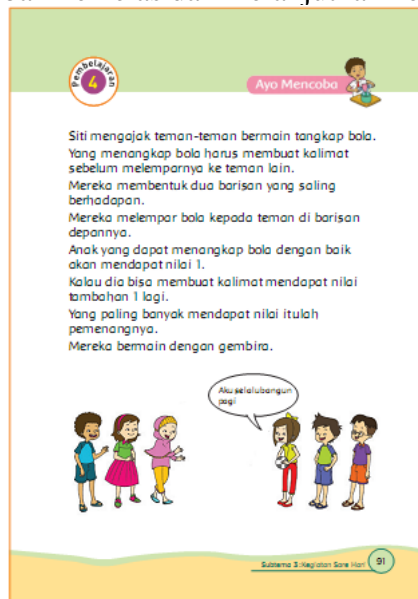 Pembelajaran
4
Ayo Mencoba
Siti mengajak teman-teman bermain tangkap bola.
Yang menangkap bola harus membuat kalimat
sebelum melemparnya ke teman lain.
Mereka membentuk dua barisan yang saling
berhadapan.
Mereka melempar bola kepada teman di barisan
depannya.
Anak yang dapat menangkap bola dengan baik
akan mendapat nilai 1.
Kalau dia bisa membuat kalimat mendapat nilai
tambahan 1 lagi.
Yang paling banyak mendapat nilai itulah
pemenangnya.
Mereka bermain dengan gembira.
Aku selalubangun
pagi
Subtema 3:Kegiatan Sore Hari
91